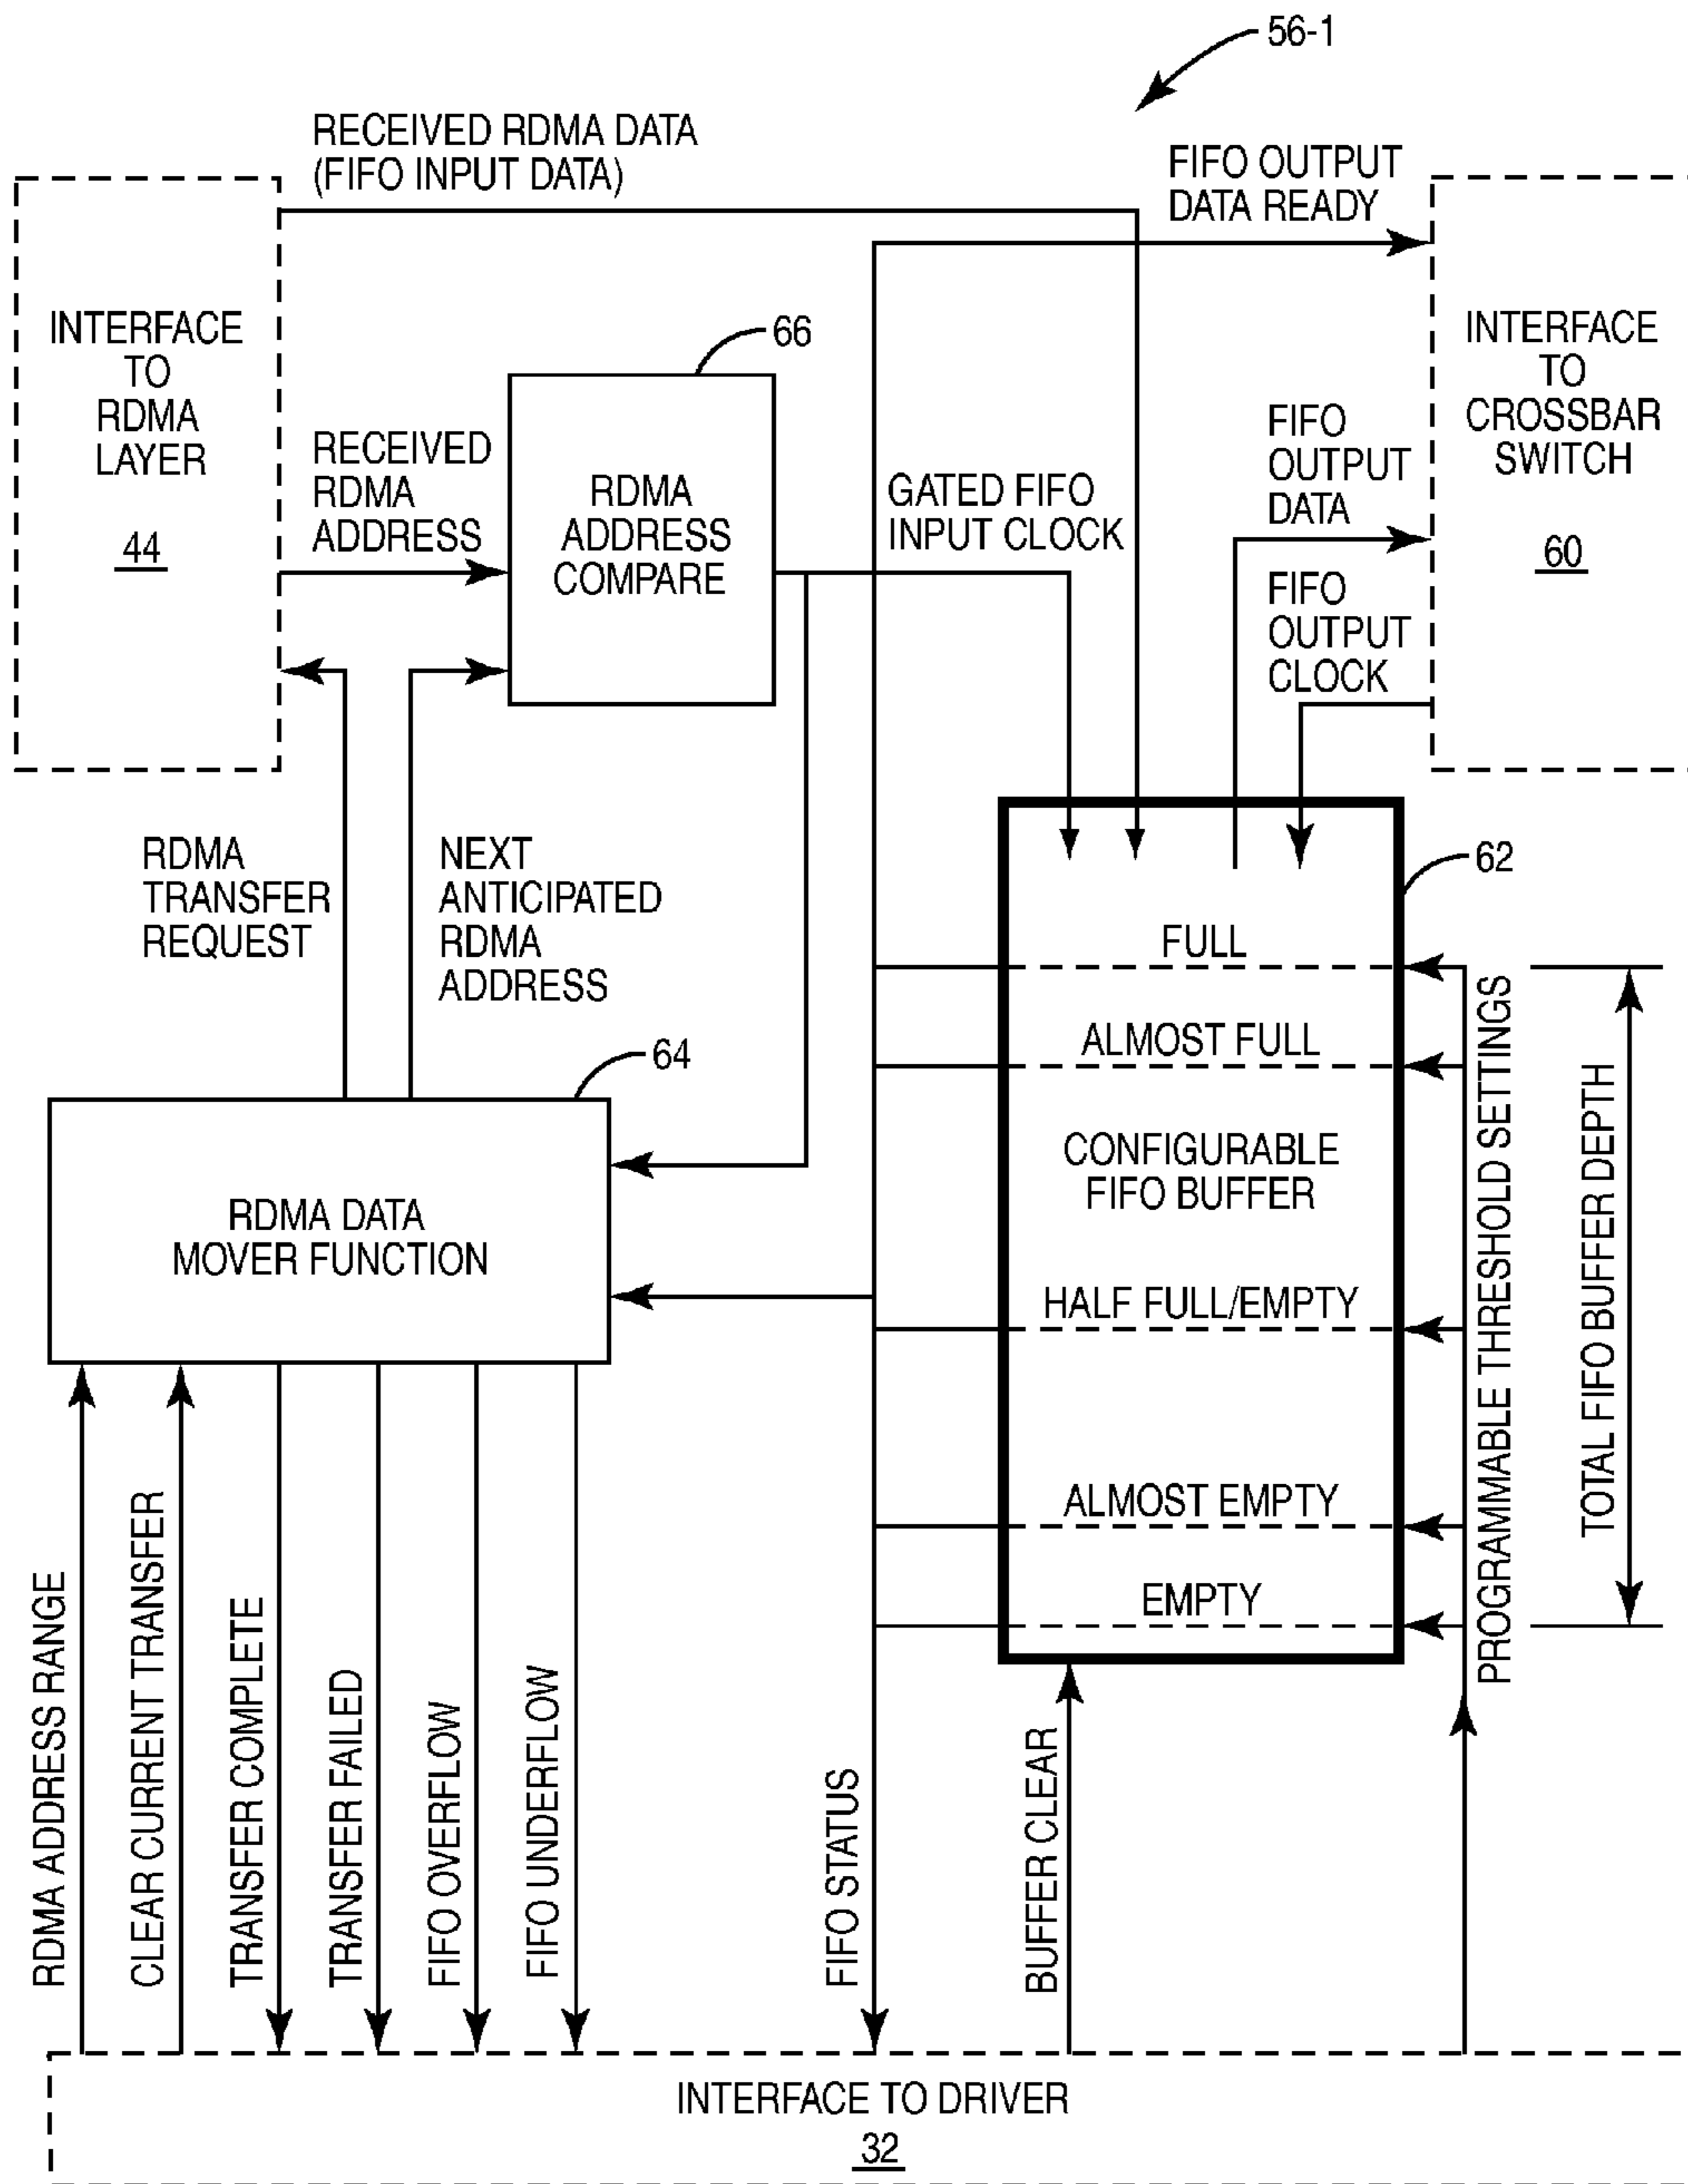 56-1
RECEIVED RDMA DATA
(FIFO INPUT DATA)
FIFO OUTPUT
DATA READY
INTERFACE
TO
RDMA
LAYER
44
66
RECEIVED
RDMA
ADDRESS
RDMA
ADDRESS
COMPARE
GATED FIFO
INPUT CLOCK
FIFO
OUTPUT
DATA
FIFO
OUTPUT
CLOCK
INTERFACE
TO
CROSSBAR
SWITCH
60
RDMA
TRANSFER
REQUEST
NEXT
ANTICIPATED
RDMA
ADDRESS
62
FULL
ALMOST FULL
CONFIGURABLE
FIFO BUFFER
HALF FULL/EMPTY
ALMOST EMPTY
EMPTY
PROGRAMMABLE THRESHOLD SETTINGS
TOTAL FIFO BUFFER DEPTH
64
RDMA DATA
MOVER FUNCTION
RDMA ADDRESS RANGE
CLEAR CURRENT TRANSFER
TRANSFER COMPLETE
TRANSFER FAILED
FIFO OVERFLOW
FIFO UNDERFLOW
FIFO STATUS
BUFFER CLEAR
INTERFACE TO DRIVER
32